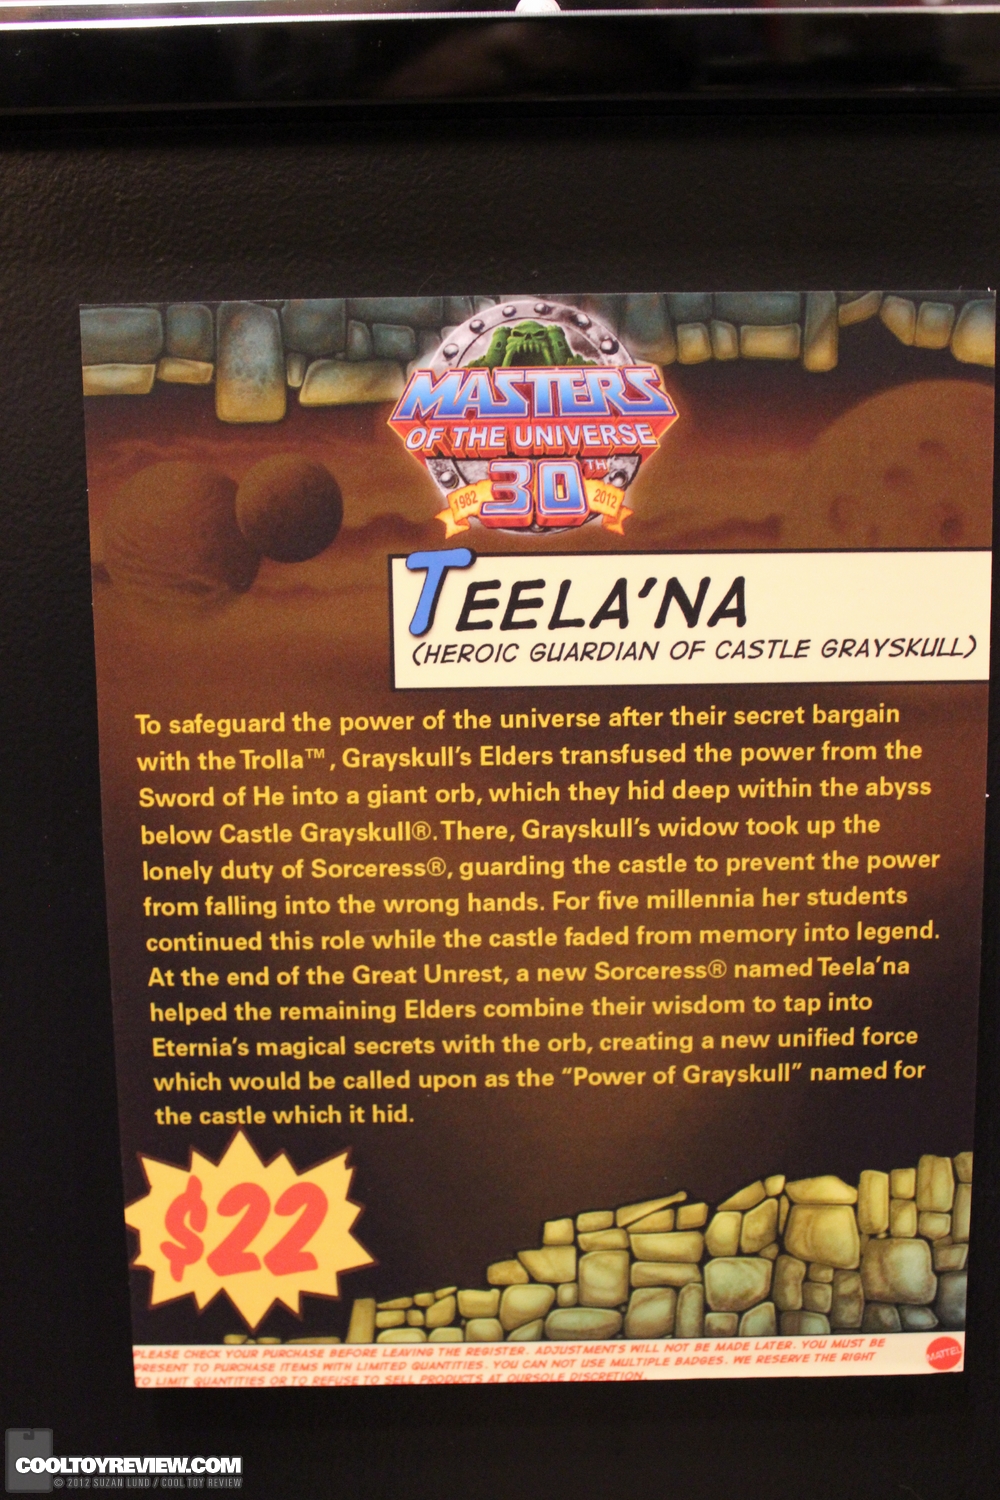 MASTERS
OF THE UNIVERSE
30TH
1982 2012
TEELA'NA
(HEROIC GUARDIAN OF CASTLE GRAYSKULL)
To safeguard the power of the universe after their secret bargain
with the Trolla™, Grayskull's Elders transfused the power from the
Sword of He into a giant orb, which they hid deep within the abyss
below Castle Grayskull®. There, Grayskull's widow took up the
lonely duty of Sorceress®, guarding the castle to prevent the power
from falling into the wrong hands. For five millennia her students
continued this role while the castle faded from memory into legend.
At the end of the Great Unrest, a new Sorceress® named Teela'na
helped the remaining Elders combine their wisdom to tap into
Eternia's magical secrets with the orb, creating a new unified force
which would be called upon as the "Power of Grayskull" named for
the castle which it hid.
$22
PLEASE CHECK YOUR PURCHASE BEFORE LEAVING THE REGISTER. ADJUSTMENTS WILL NOT BE MADE LATER. YOU MUST BE
PRESENT TO PURCHASE ITEMS WITH LIMITED QUANTITIES. YOU CAN NOT USE MULTIPLE BADGES. WE RESERVE THE RIGHT
TO LIMIT QUANTITIES OR TO REFUSE TO SELL PRODUCTS AT OURSOLE DISCRETION.
MATTEL
COOLTOYREVIEW.COM
© 2012 SUZAN LUND / COOL TOY REVIEW